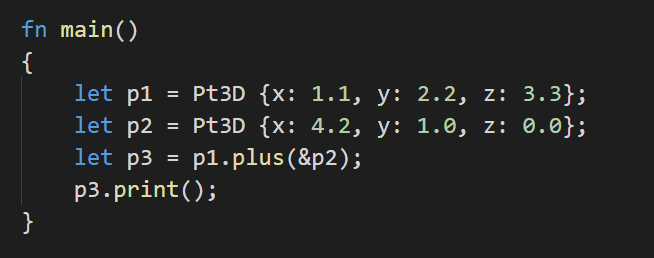 fn main()
{
    let p1 = Pt3D {x: 1.1, y: 2.2, z: 3.3};
    let p2 = Pt3D {x: 4.2, y: 1.0, z: 0.0};
    let p3 = p1.plus(&p2);
    p3.print();
}